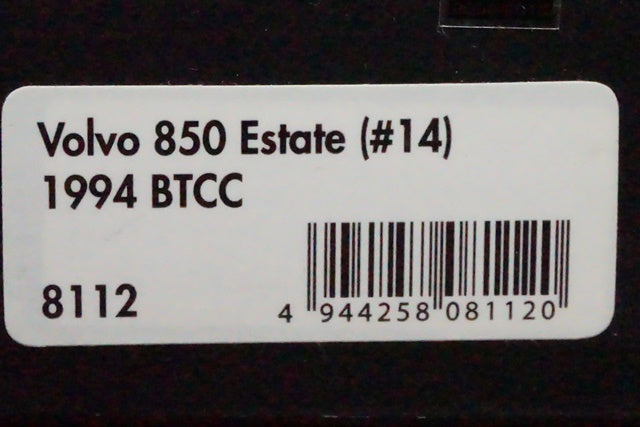 Volvo 850 Estate (#14)
1994 BTCC
8112
4 944258 081120